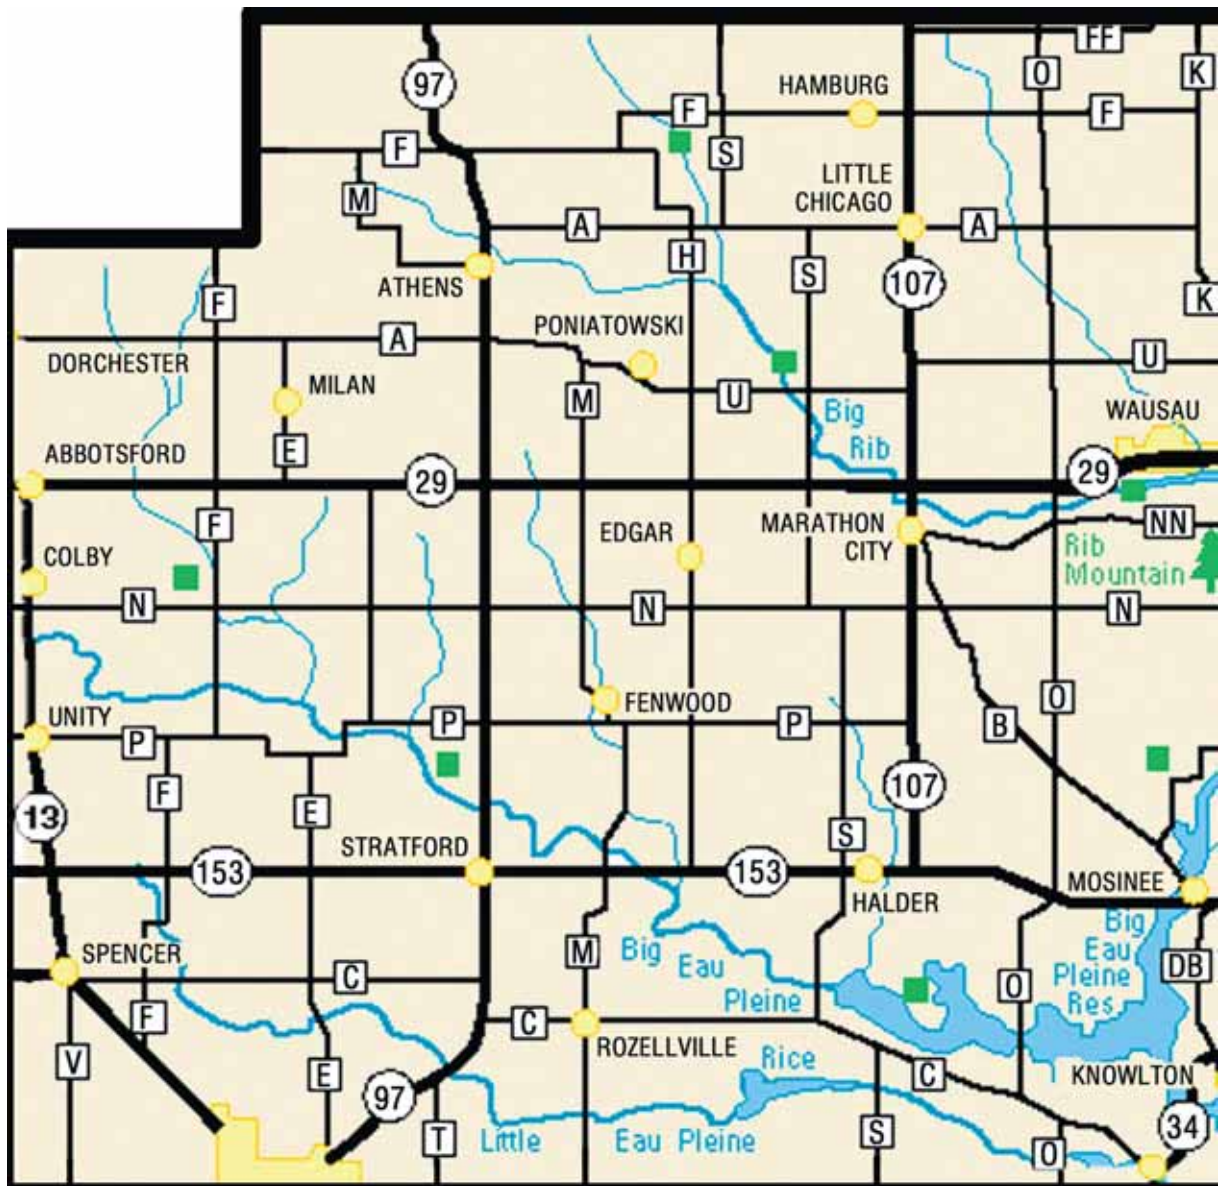 FF
97
O
K
HAMBURG
F
F
F
S
M
LITTLE
CHICAGO
A
A
H
ATHENS
S
107
F
K
PONIATOWSKI
A
DORCHESTER
U
MILAN
M
U
Big
Rib
WAUSAU
ABBOTSFORD
E
29
29
F
EDGAR
MARATHON
CITY
NN
COLBY
Rib
Mountain
N
N
N
UNITY
P
P
FENWOOD
P
B
O
F
E
107
13
S
STRATFORD
153
153
HALDER
MOSINEE
SPENCER
C
M
Big
Eau
Pleine
Big
Eau
Pleine
Res.
DB
O
F
C
ROZELLVILLE
V
E
97
Rice
C
KNOWLTON
T
Little
Eau Pleine
S
O
34